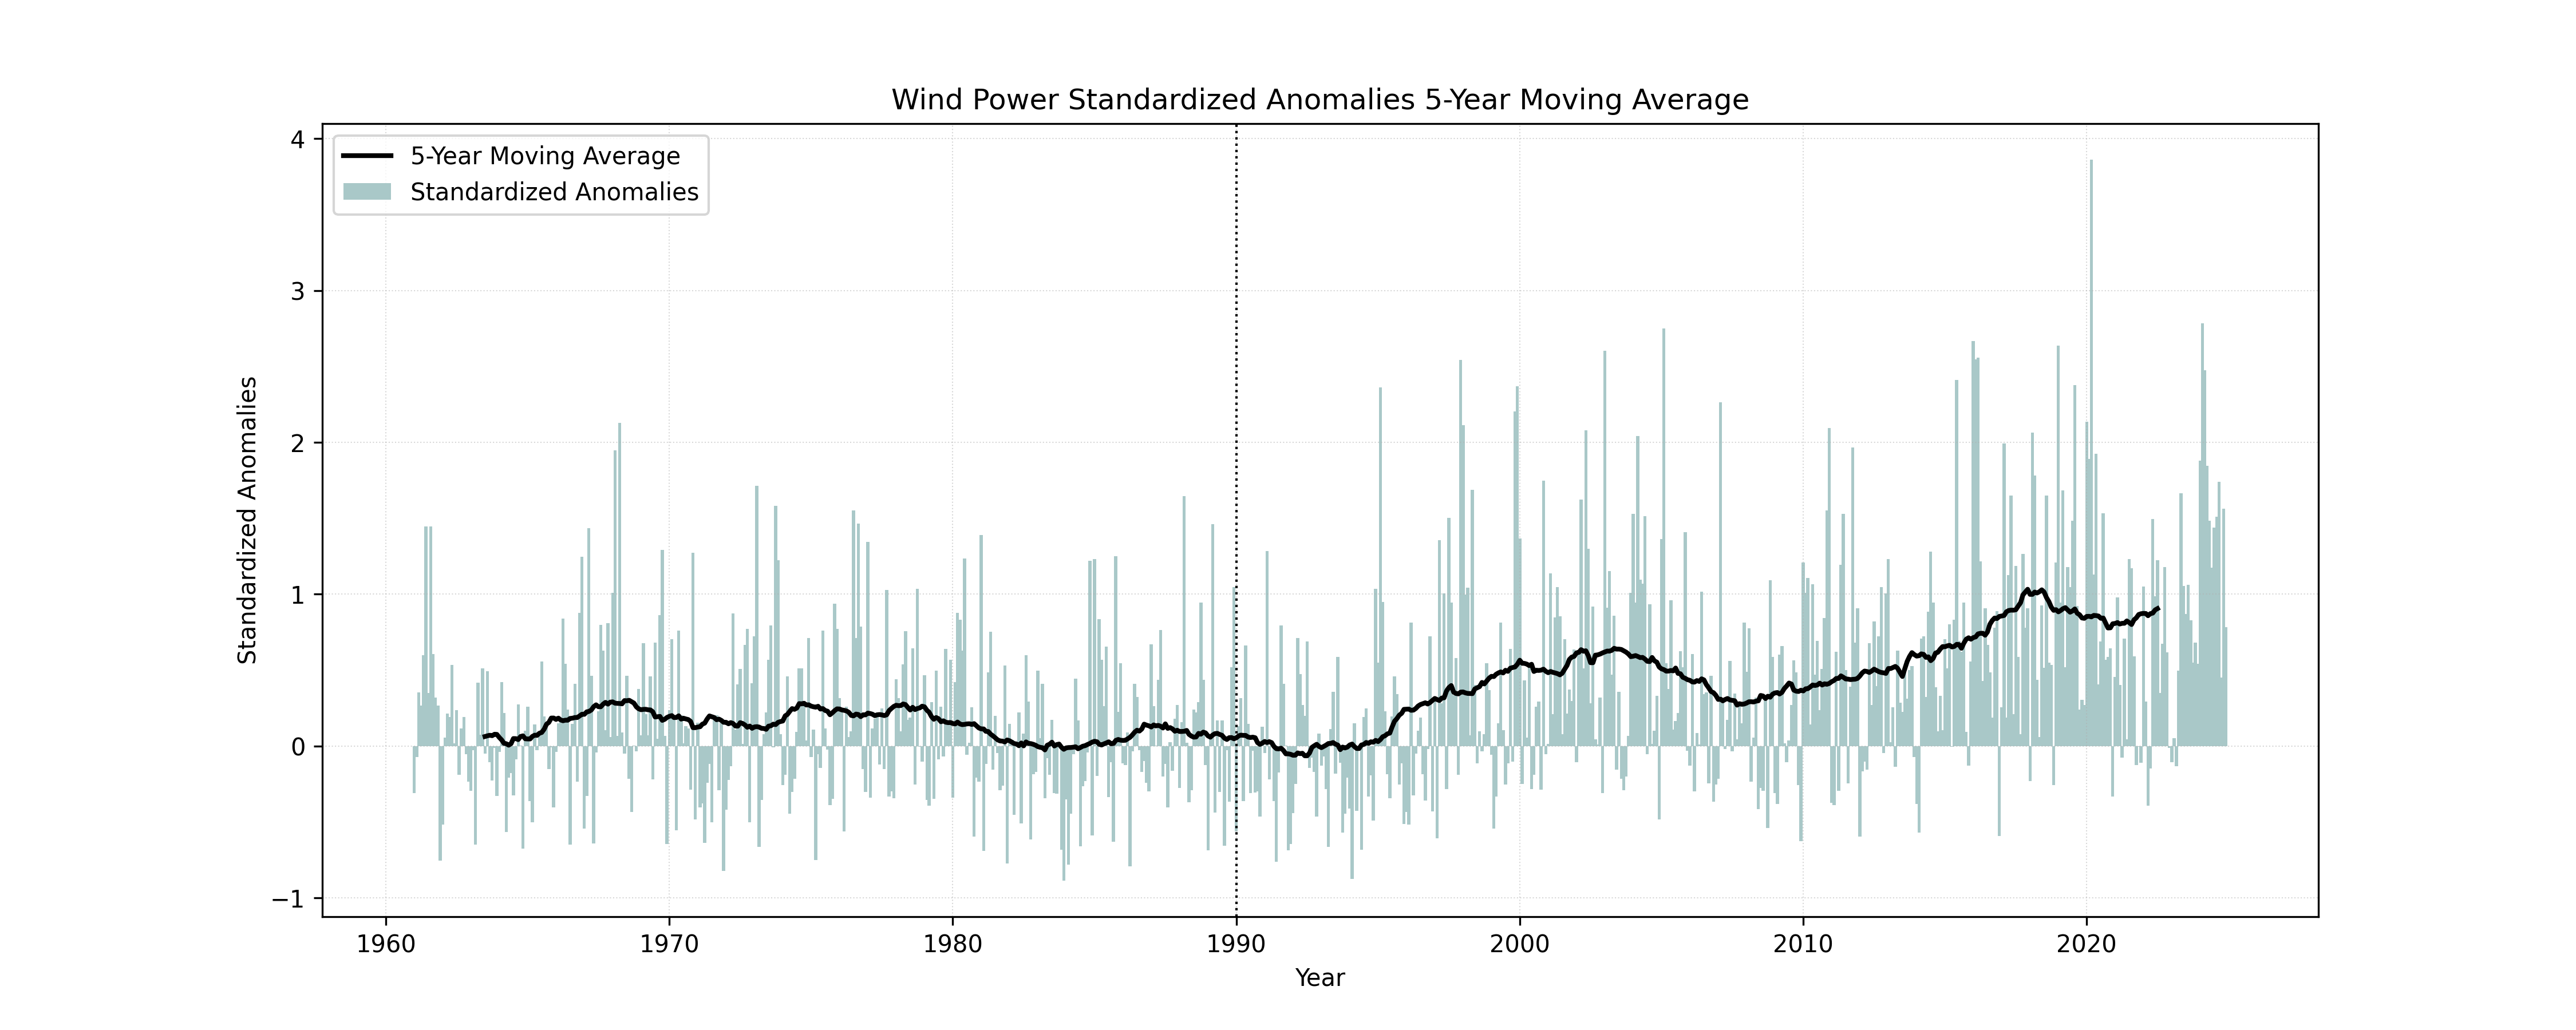 Wind Power Standardized Anomalies 5-Year Moving Average
5-Year Moving Average
Standardized Anomalies
Standardized Anomalies
4
3
2
1
0
−1
1960 1970 1980 1990 2000 2010 2020
Year